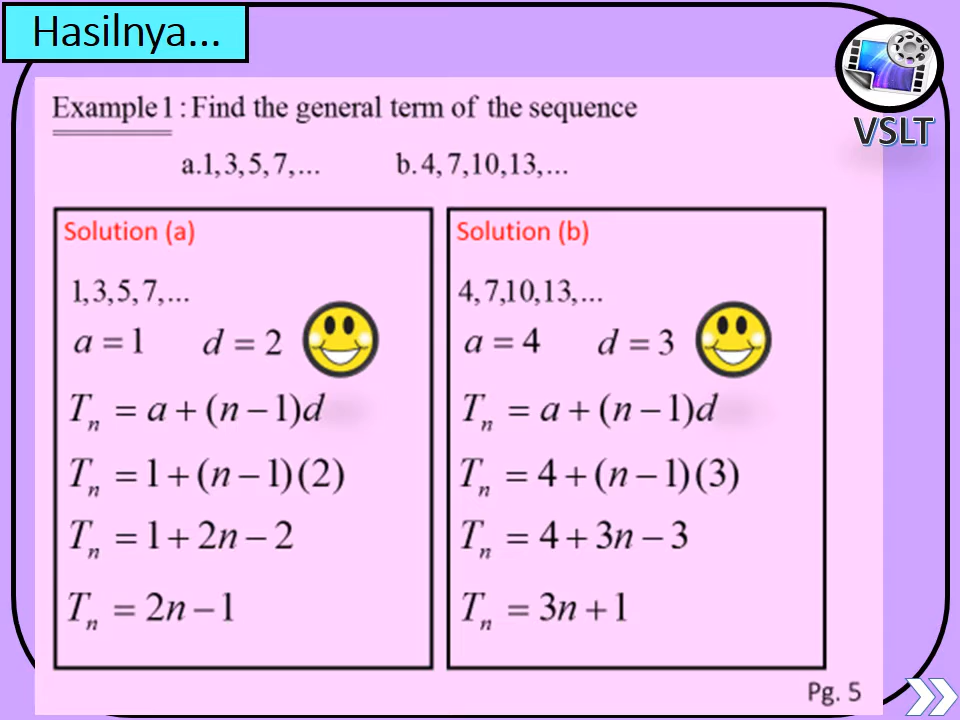 Hasilnya...
VSLT
Example 1 : Find the general term of the sequence
a.1, 3, 5, 7,... b. 4, 7,10,13,...
Solution (a)
1,3,5,7,...
a = 1 d = 2
Tₙ = a + (n − 1)d
Tₙ = 1 + (n − 1)(2)
Tₙ = 1 + 2n − 2
Tₙ = 2n − 1
Solution (b)
4, 7,10,13,...
a = 4 d = 3
Tₙ = a + (n − 1)d
Tₙ = 4 + (n − 1)(3)
Tₙ = 4 + 3n − 3
Tₙ = 3n + 1
Pg. 5